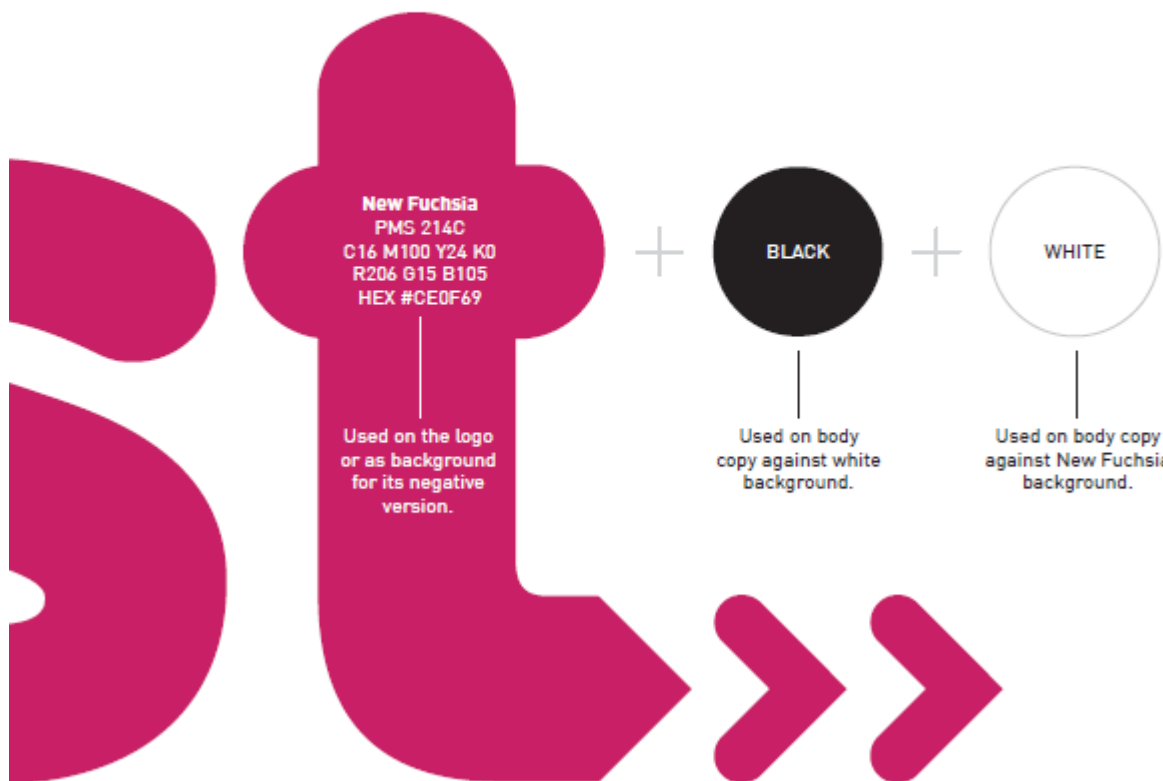 st
New Fuchsia
PMS 214C
C16 M100 Y24 K0
R206 G15 B105
HEX #CE0F69
Used on the logo
or as background
for its negative
version.
BLACK
Used on body
copy against white
background.
WHITE
Used on body copy
against New Fuchsia
background.